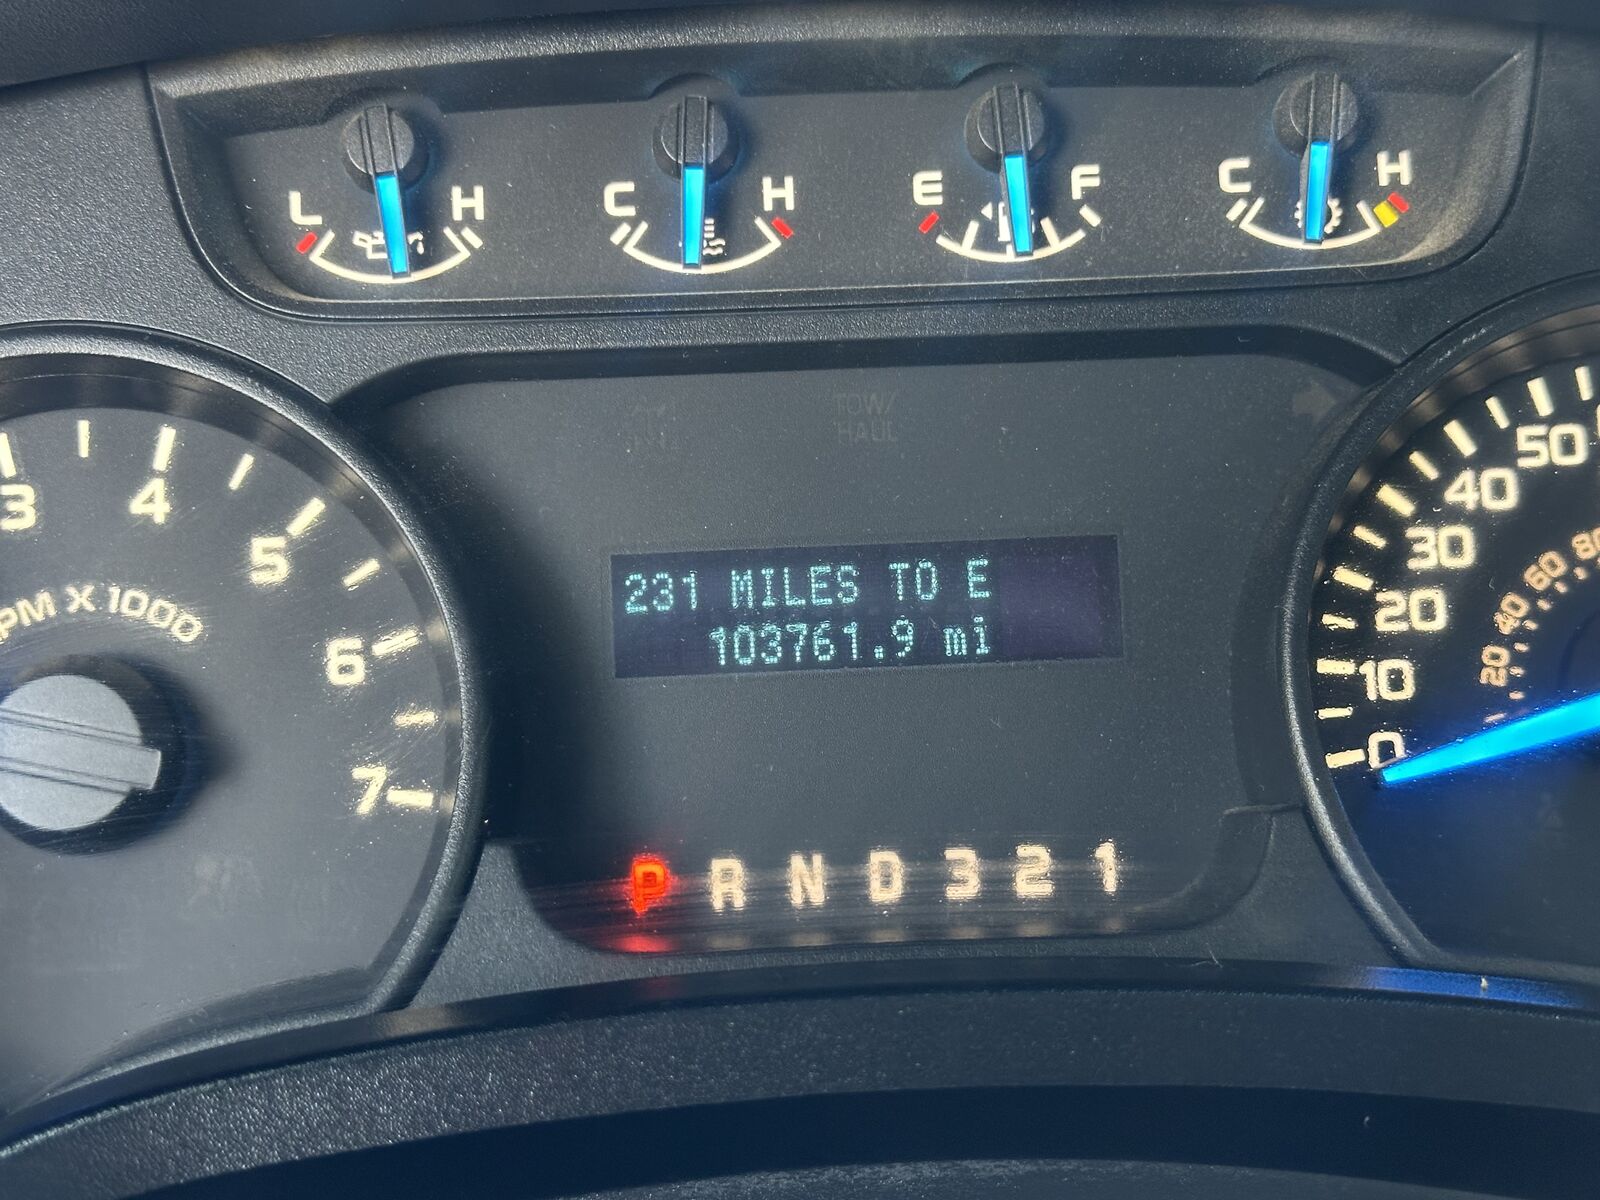 L H C H E F C H
TOW/
HAUL
3 4 5 6 7
RPM X 1000
231 MILES TO E
103761.9 mi
0 10 20 30 40 50
20 40 60 80
P R N D 3 2 1